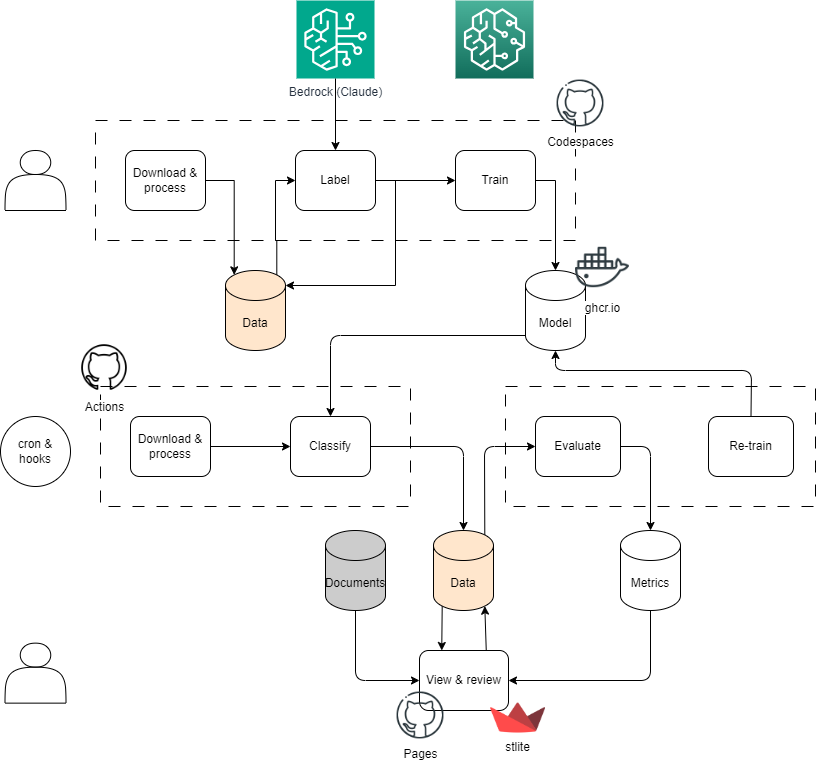 Bedrock (Claude)
Codespaces
Download &
process
Label
Train
Data
Model
ghcr.io
Actions
cron &
hooks
Download &
process
Classify
Evaluate
Re-train
Documents
Data
Metrics
View & review
Pages
stlite